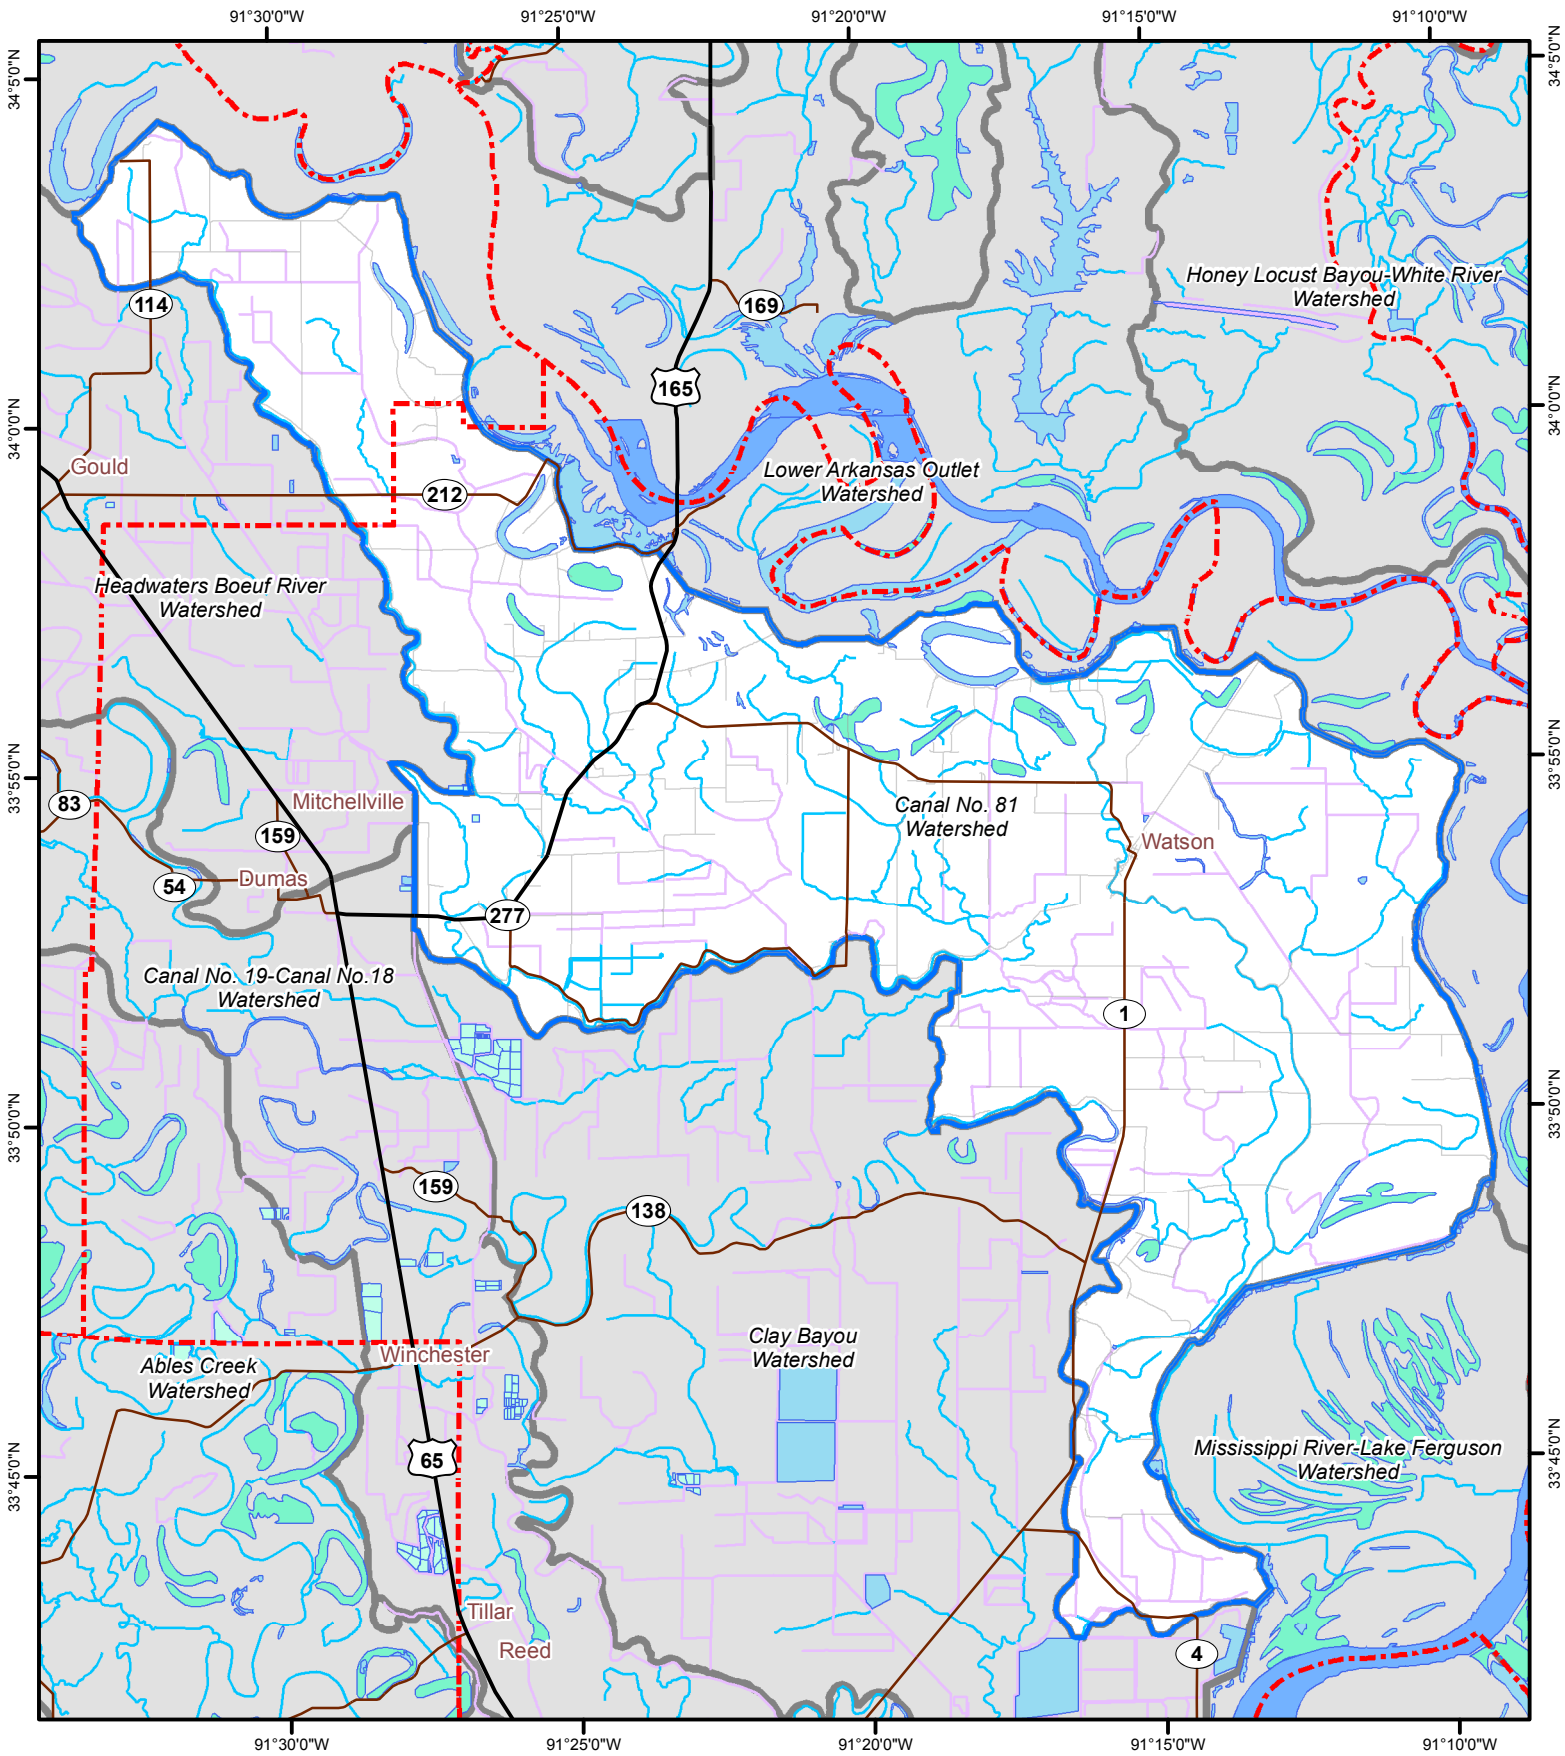 91°30'0"W
91°25'0"W
91°20'0"W
91°15'0"W
91°10'0"W
34°5'0"N
34°5'0"N
Honey Locust Bayou-White River
Watershed
114
169
165
34°0'0"N
34°0'0"N
Gould
Lower Arkansas Outlet
Watershed
212
Headwaters Boeuf River
Watershed
33°55'0"N
33°55'0"N
83
Mitchellville
Canal No. 81
Watershed
159
Watson
54
Dumas
277
Canal No. 19-Canal No.18
Watershed
1
33°50'0"N
33°50'0"N
159
138
Clay Bayou
Watershed
Winchester
Ables Creek
Watershed
65
Mississippi River-Lake Ferguson
Watershed
33°45'0"N
33°45'0"N
Tillar
Reed
4
91°30'0"W
91°25'0"W
91°20'0"W
91°15'0"W
91°10'0"W